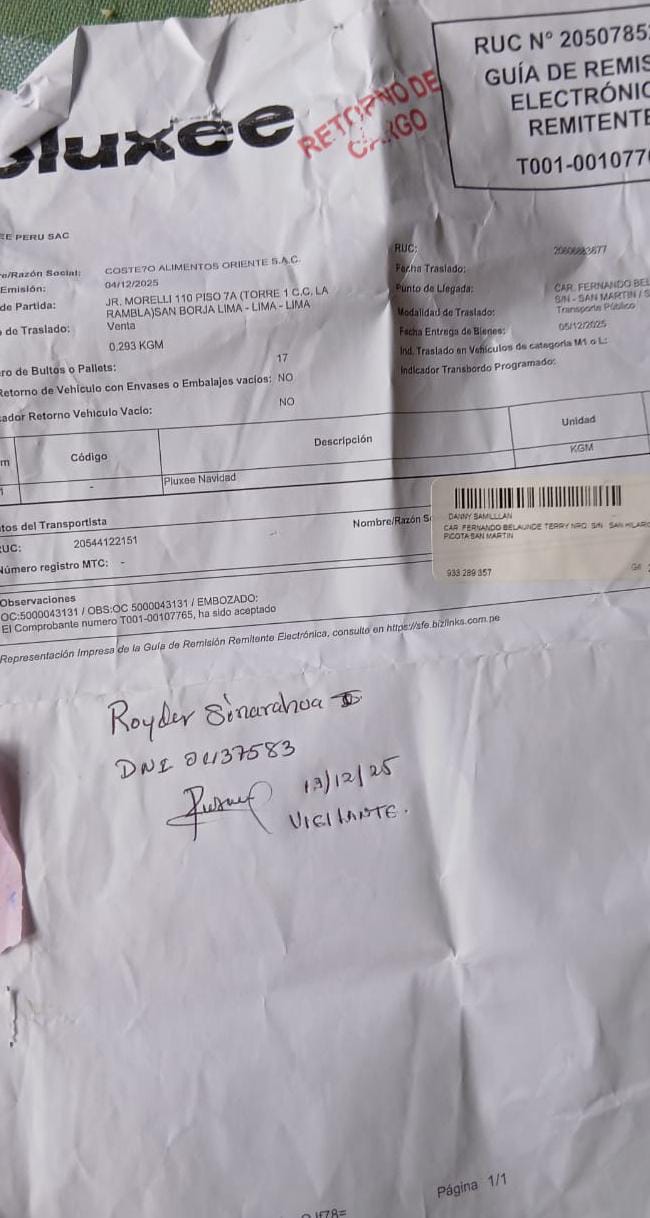 pluxee
RETORNO DE
CARGO
RUC N° 2050785
GUÍA DE REMIS
ELECTRÓNIC
REMITENTE
T001-0010776
EE PERU SAC
e/Razón Social: COSTE?O ALIMENTOS ORIENTE S.A.C.
Emisión: 04/12/2025
de Partida: JR. MORELLI 110 PISO 7A (TORRE 1 C.C. LA
RAMBLA)SAN BORJA LIMA - LIMA - LIMA
de Traslado: Venta
0.293 KGM
ro de Bultos o Pallets: 17
Retorno de Vehículo con Envases o Embalajes vacíos: NO
ador Retorno Vehiculo Vacio: NO
RUC:
Fecha Traslado:
Punto de Llegada: CAR. FERNANDO BEL
S/N - SAN MARTIN / S
Modalidad de Traslado: Transporte Público
Fecha Entrega de Bienes: 05/12/2025
Ind. Traslado en Vehículos de categoría M1 o L:
Indicador Transbordo Programado:
m Código Descripción Unidad
1 - Pluxee Navidad KGM
tos del Transportista
RUC: 20544122151
Nombre/Razón S
Número registro MTC: -
DANNY SAMILLLAN
CAR. FERNANDO BELAUNDE TERRY NRO. S/N SAN HILARI
PICOTA SAN MARTIN
933 289 357
Observaciones
OC:5000043131 / OBS:OC 5000043131 / EMBOZADO:
El Comprobante numero T001-00107765, ha sido aceptado
Representación Impresa de la Guía de Remisión Remitente Electrónica, consulte en https://sfe.bizlinks.com.pe
Royder Sinarahua
DNI 01137583
13/12/25
VIGILANTE.
Página 1/1